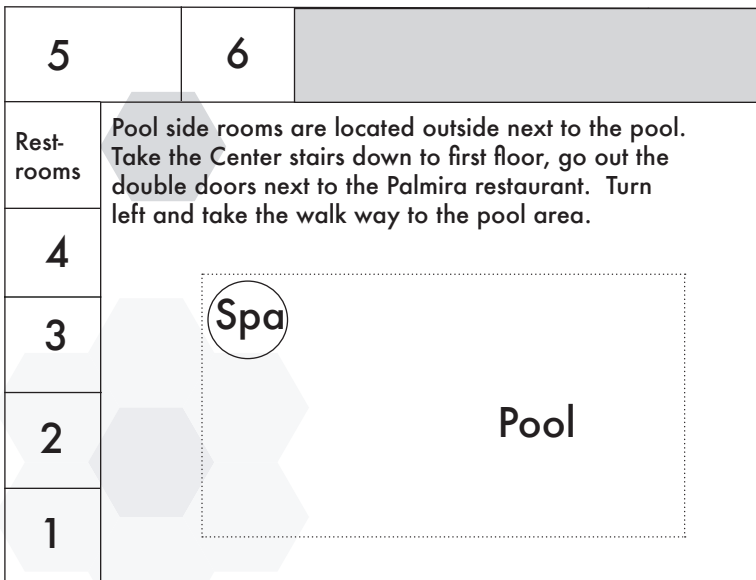 5
6
Rest-
rooms
Pool side rooms are located outside next to the pool.
Take the Center stairs down to first floor, go out the
double doors next to the Palmira restaurant.  Turn
left and take the walk way to the pool area.
4
3
2
1
Spa
Pool